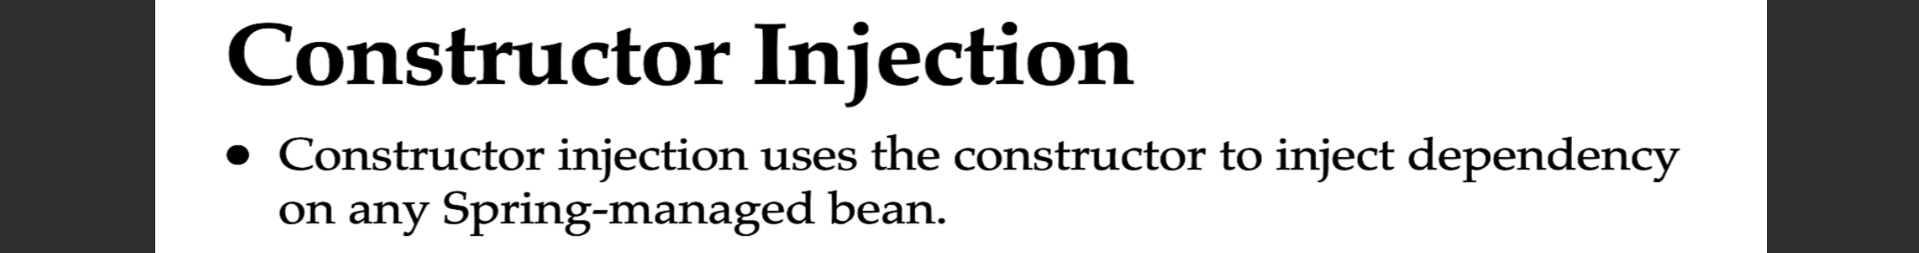 Constructor Injection
● Constructor injection uses the constructor to inject dependency
on any Spring-managed bean.